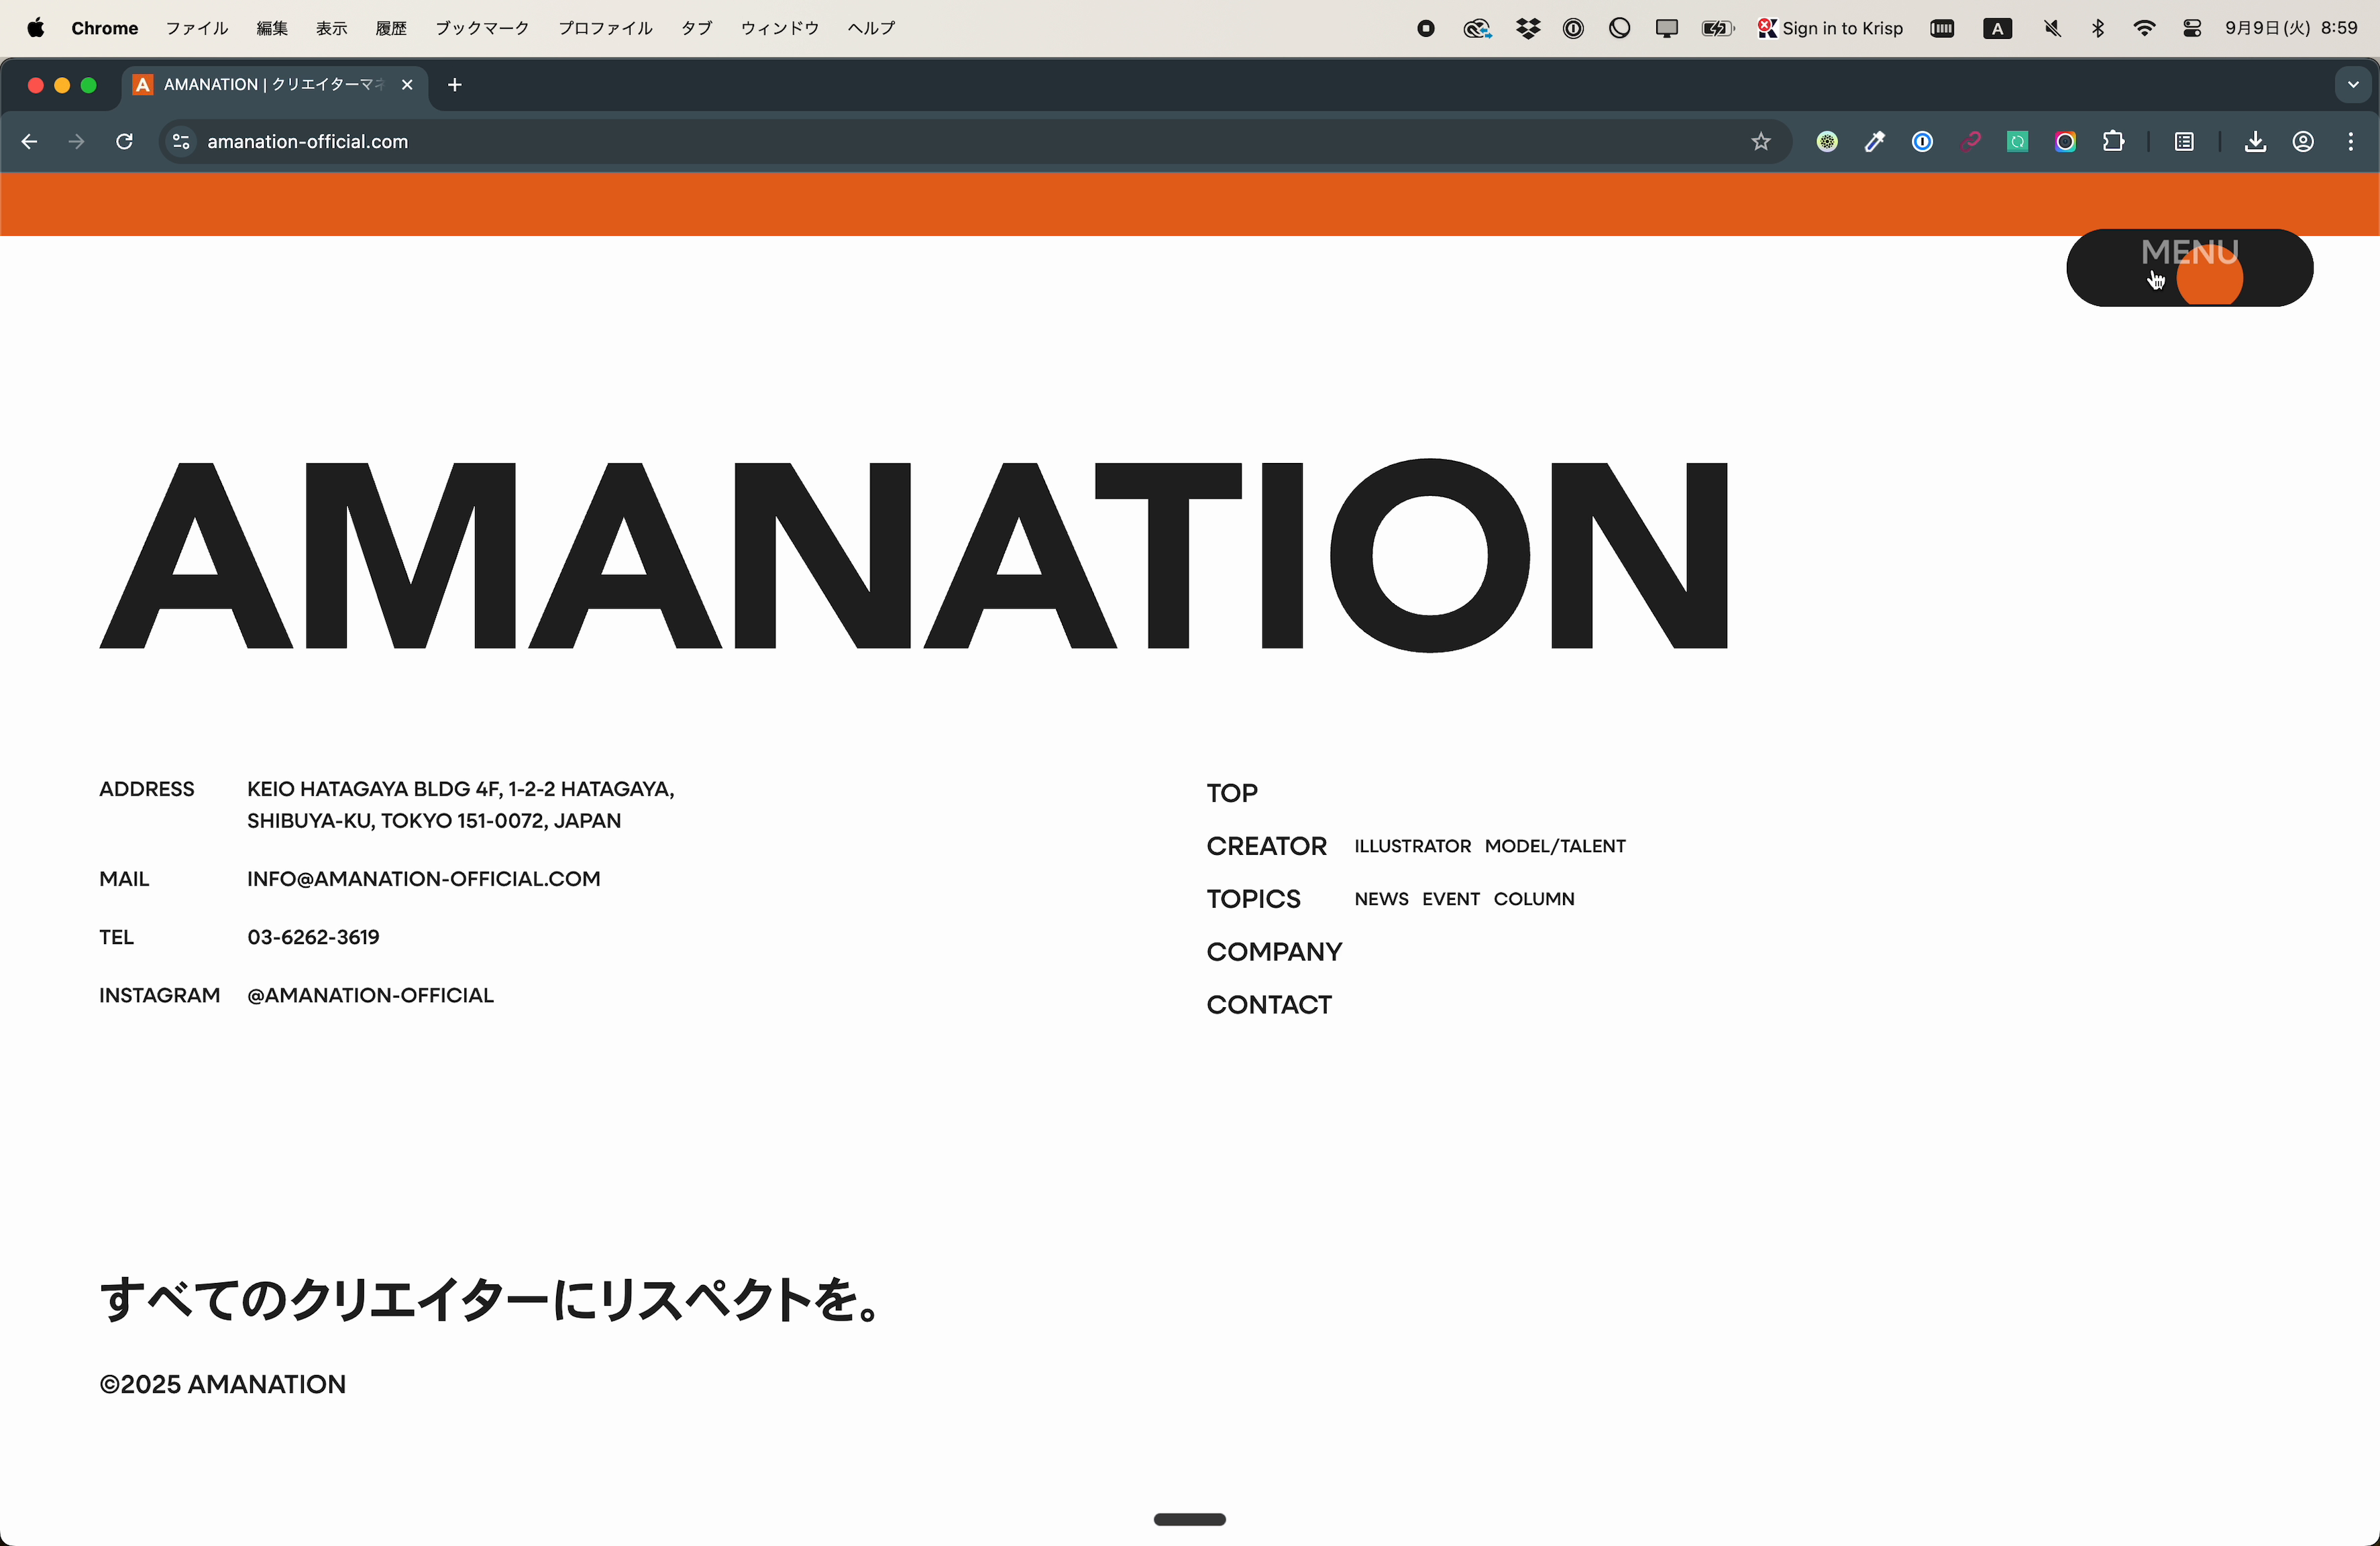 Chrome ファイル 編集 表示 履歴 ブックマーク プロファイル タブ ウィンドウ ヘルプ Sign in to Krisp A 9月9日(火) 8:59
A AMANATION | クリエイターマネ
amanation-official.com
MENU
AMANATION
ADDRESS KEIO HATAGAYA BLDG 4F, 1-2-2 HATAGAYA,
SHIBUYA-KU, TOKYO 151-0072, JAPAN
MAIL INFO@AMANATION-OFFICIAL.COM
TEL 03-6262-3619
INSTAGRAM @AMANATION-OFFICIAL
TOP
CREATOR ILLUSTRATOR MODEL/TALENT
TOPICS NEWS EVENT COLUMN
COMPANY
CONTACT
すべてのクリエイターにリスペクトを。
©2025 AMANATION